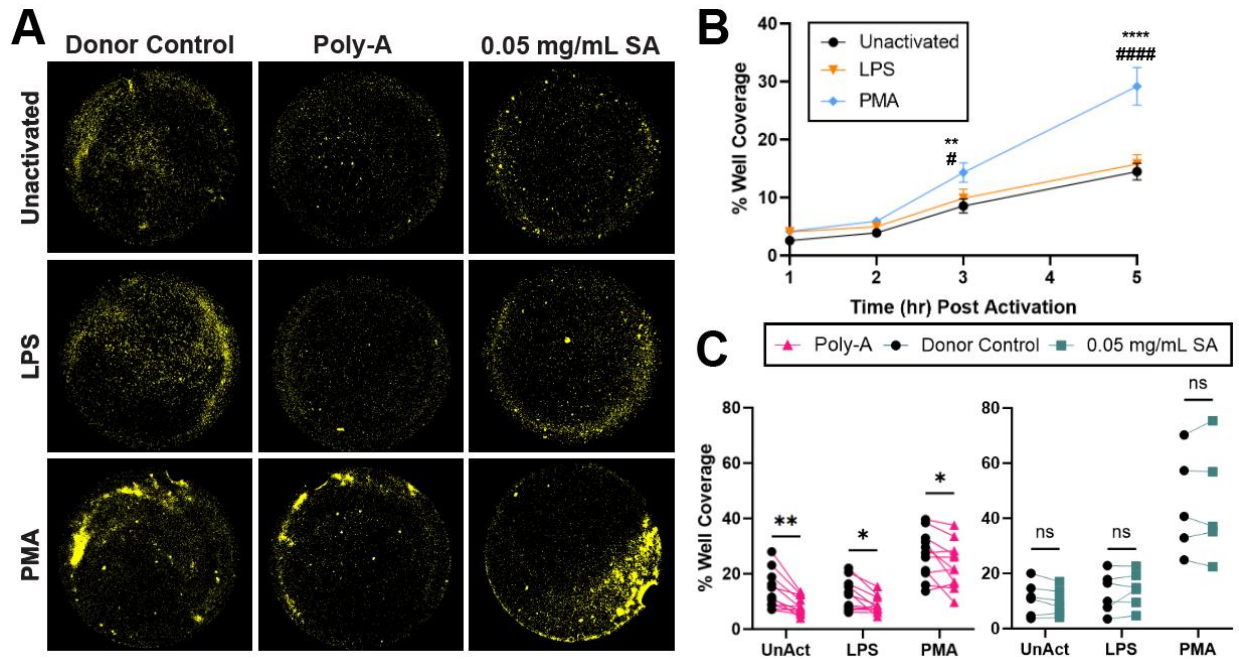 A
Donor Control Poly-A 0.05 mg/mL SA
Unactivated
LPS
PMA
B
Unactivated
LPS
PMA
% Well Coverage
40
30
20
10
0
**
#
****
####
1 2 3 4 5
Time (hr) Post Activation
C
Poly-A Donor Control 0.05 mg/mL SA
% Well Coverage
80
60
40
20
0
** * *
UnAct LPS PMA
80
60
40
20
0
ns ns ns
UnAct LPS PMA